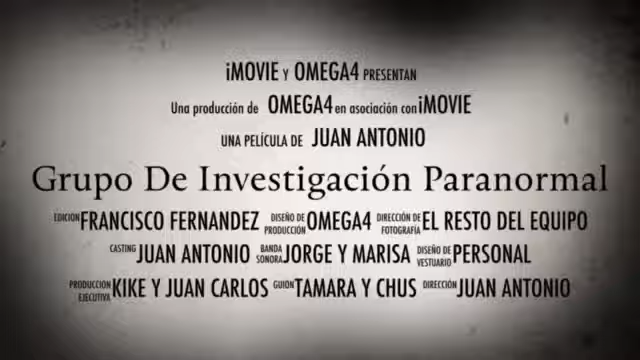 iMOVIE Y OMEGA4 PRESENTAN
Una producción de OMEGA4 en asociación con iMOVIE
UNA PELÍCULA DE JUAN ANTONIO
Grupo De Investigación Paranormal
EDICION FRANCISCO FERNANDEZ DISEÑO DE PRODUCCIÓN OMEGA4 DIRECCIÓN DE FOTOGRAFÍA EL RESTO DEL EQUIPO
CASTING JUAN ANTONIO BANDA SONORA JORGE Y MARISA DISEÑO DE VESTUARIO PERSONAL
PRODUCCION EJECUTIVA KIKE Y JUAN CARLOS GUIÓN TAMARA Y CHUS DIRECCIÓN JUAN ANTONIO